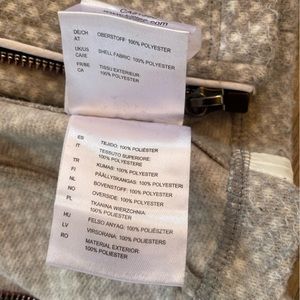 DE/CH OBERSTOFF: 100% POLYESTER
AT
UK/US SHELL FABRIC: 100% POLYESTER
CA/IE
FR/BE TISSU EXTERIEUR:
CA 100% POLYESTER
ES TEJIDO: 100% POLIÉSTER
IT TESSUTO SUPERIORE:
100% POLIESTERE
TR KUMAŞ: 100% POLYESTER
FI PÄÄLLYSKANGAS: 100% POLYESTERI
NL BOVENSTOFF: 100% POLYESTER
NO OVERSIDE: 100% POLYESTER
PL TKANINA WIERZCHNIA:
100% POLIESTER
HU FELSO ANYAG: 100% POLIÉSZTER
LV VIRSDRANA: 100% POLIESTERS
RO MATERIAL EXTERIOR:
100% POLIESTER